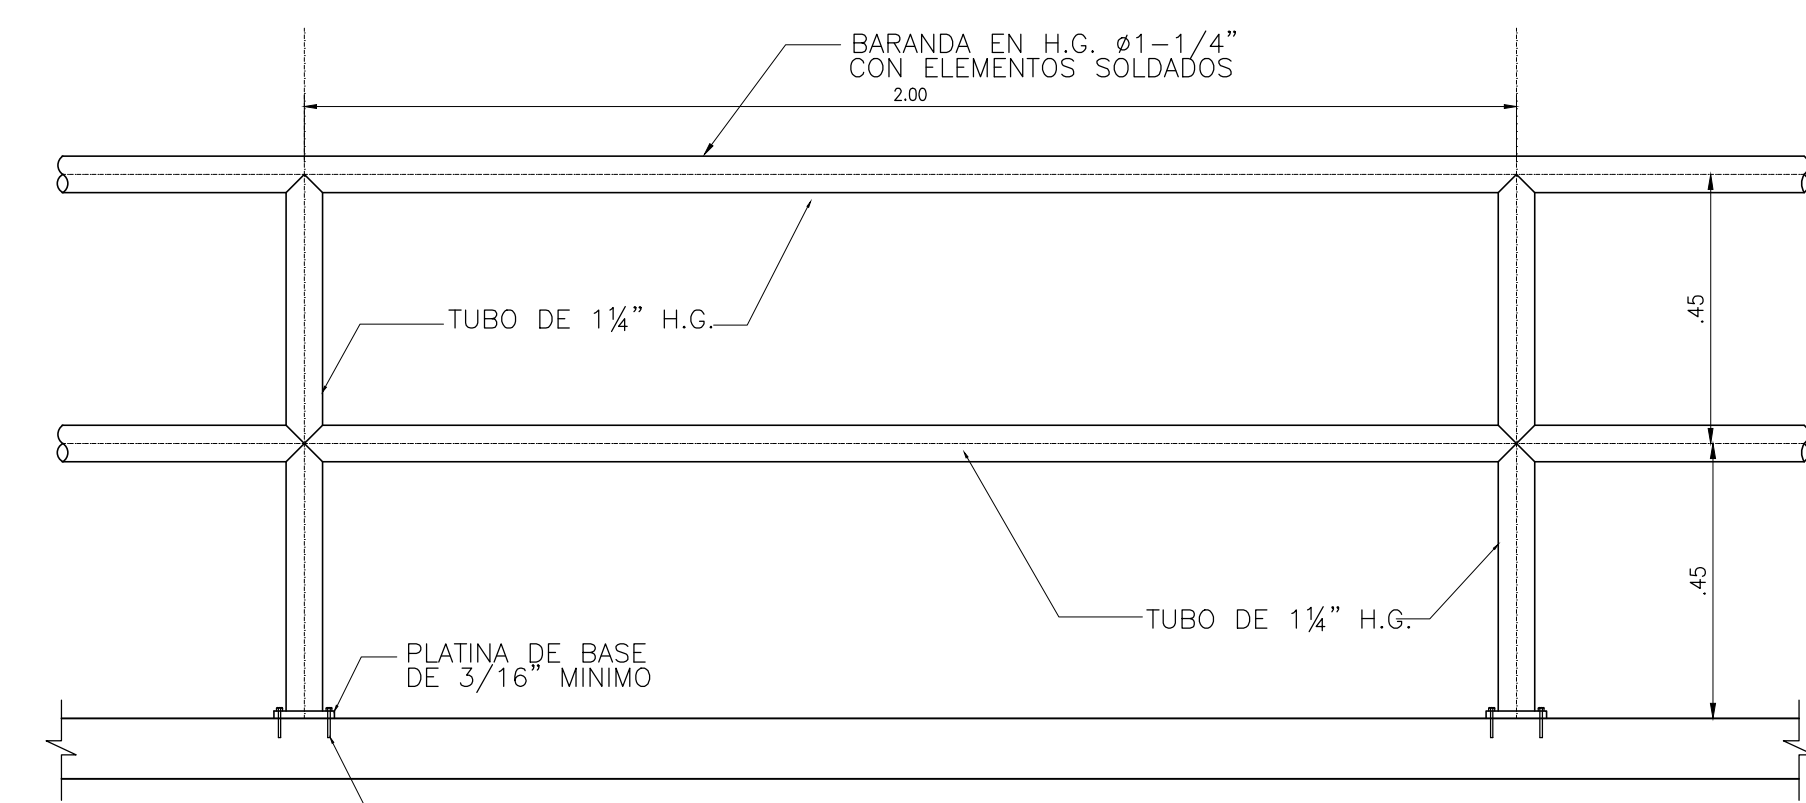 BARANDA EN H.G. ø1-1/4”
CON ELEMENTOS SOLDADOS
2.00
TUBO DE 1¼” H.G.
.45
.45
TUBO DE 1¼” H.G.
PLATINA DE BASE
DE 3/16” MINIMO